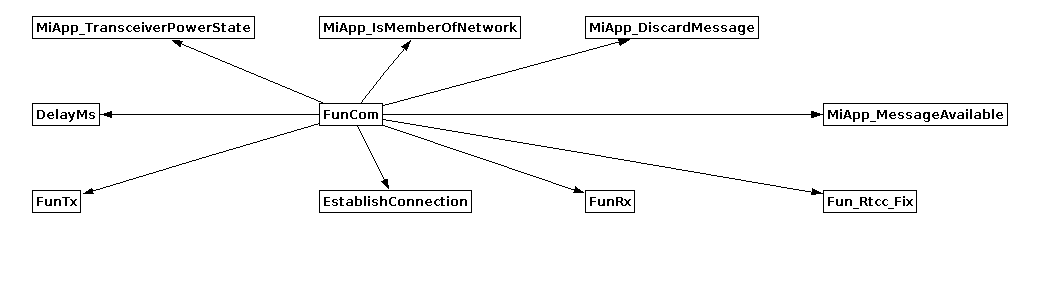 MiApp_TransceiverPowerState
MiApp_IsMemberOfNetwork
MiApp_DiscardMessage
DelayMs
FunCom
MiApp_MessageAvailable
FunTx
EstablishConnection
FunRx
Fun_Rtcc_Fix